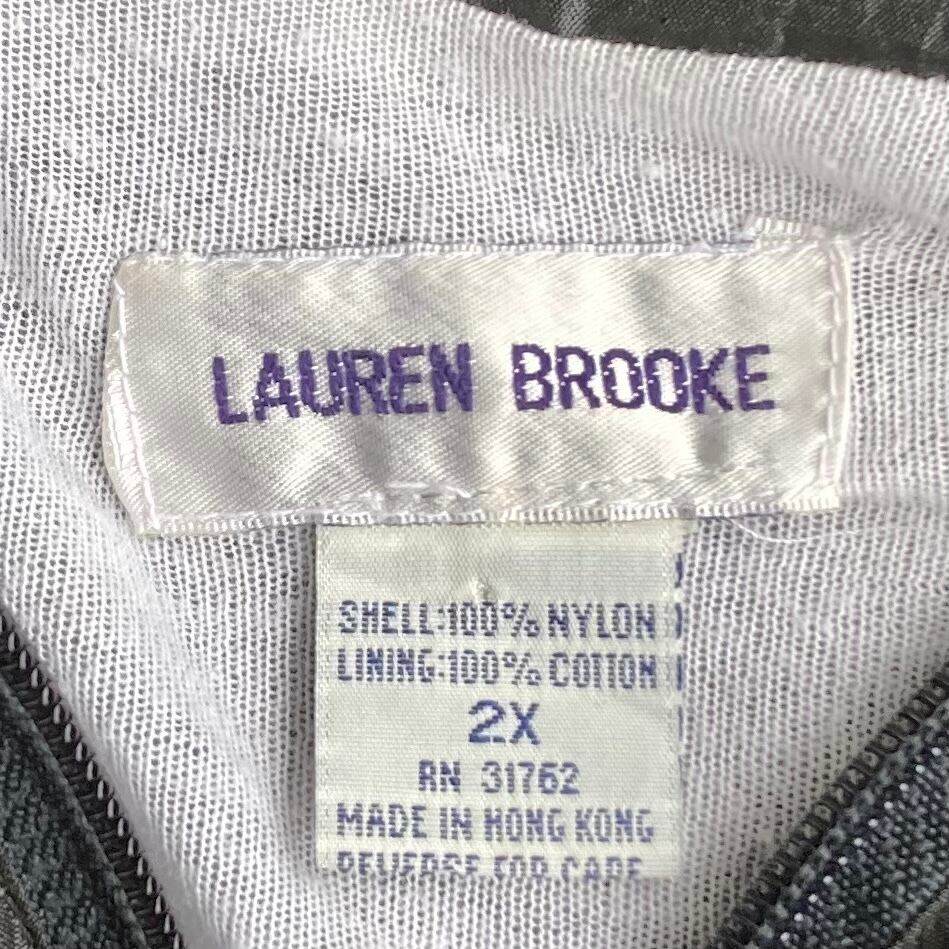 LAUREN BROOKE
SHELL:100% NYLON
LINING:100% COTTON
2X
RN 31762
MADE IN HONG KONG
REVERSE FOR CARE